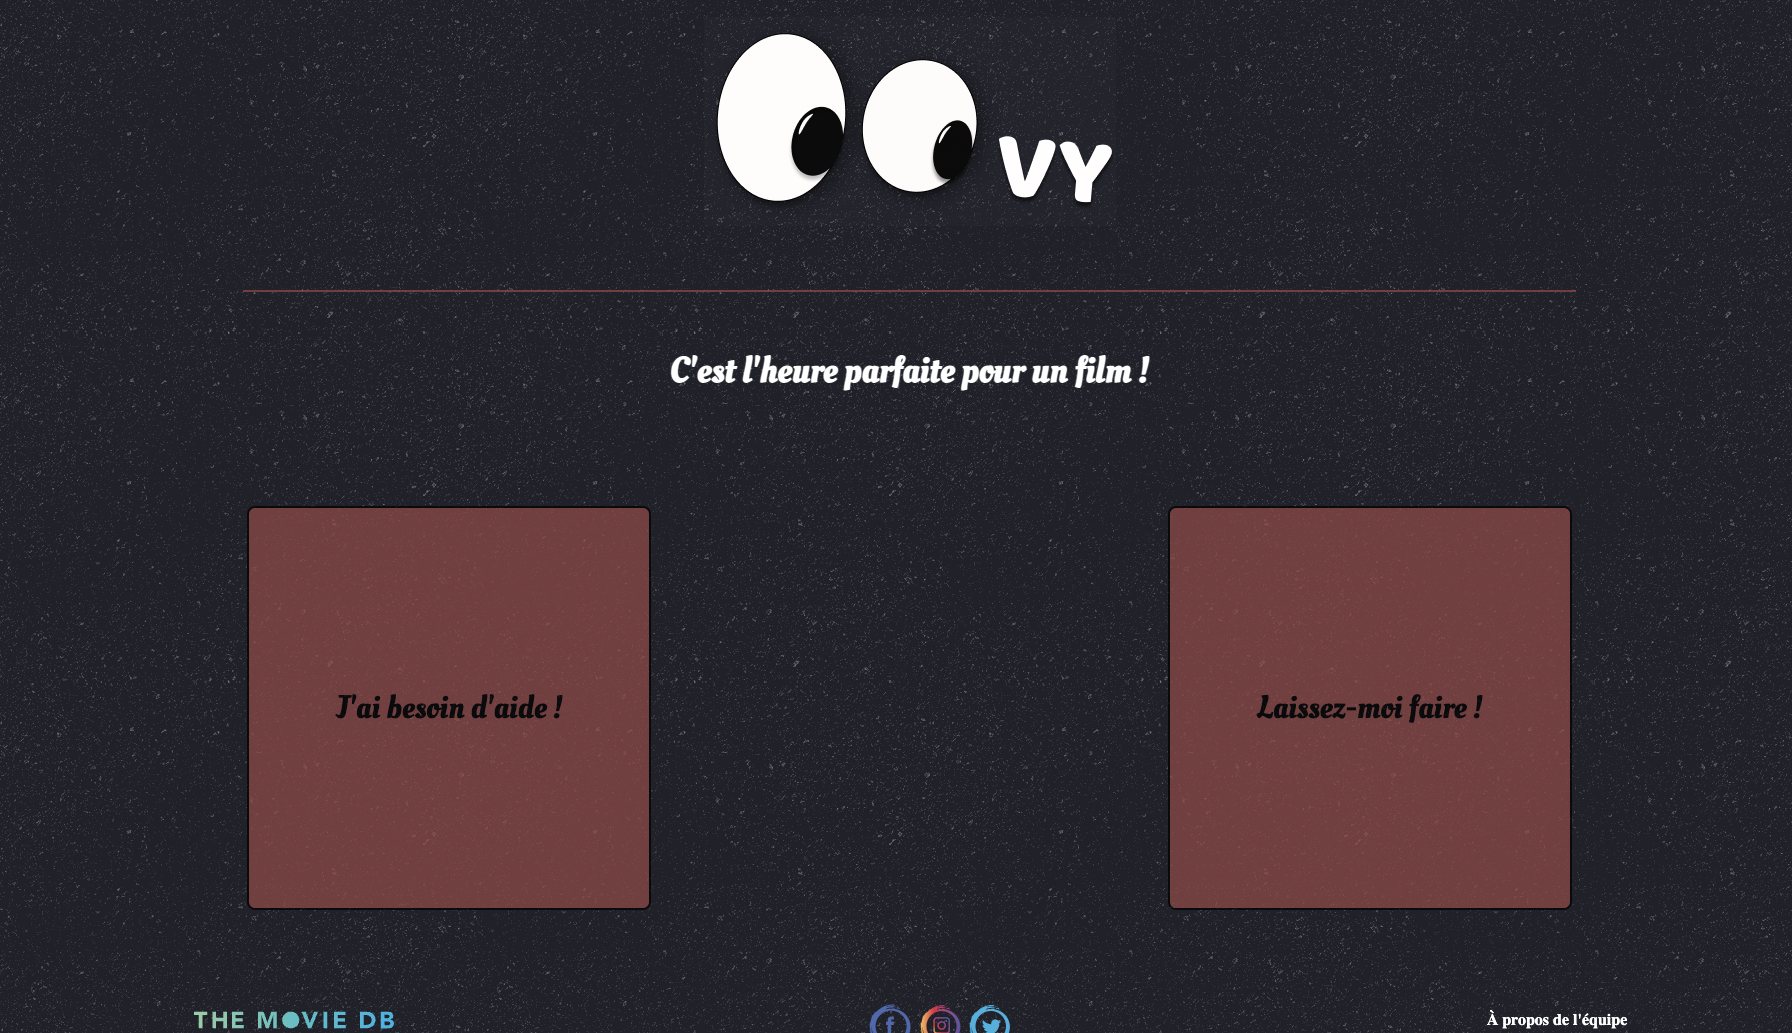 VY
C'est l'heure parfaite pour un film !
J'ai besoin d'aide !
Laissez-moi faire !
THE MOVIE DB
À propos de l'équipe